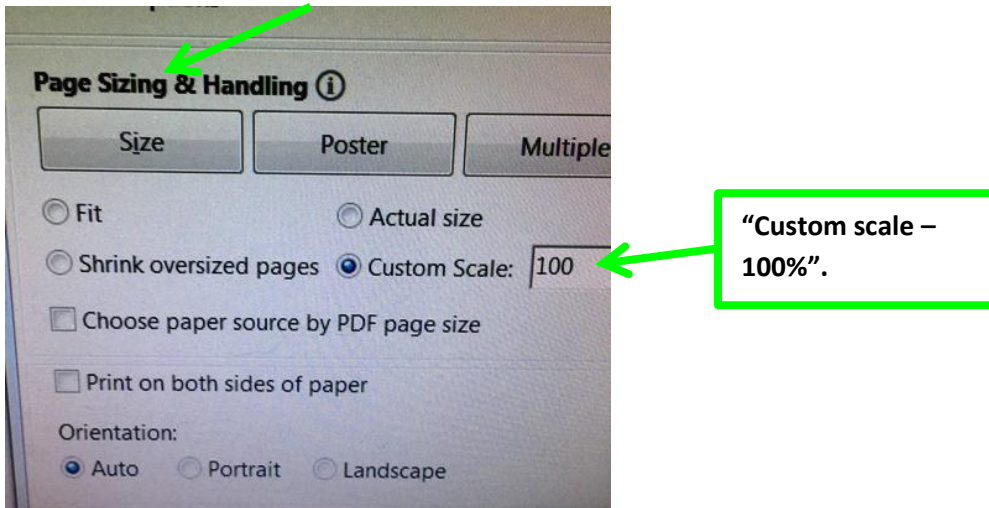 Page Sizing & Handling
Size Poster Multiple
Fit Actual size
Shrink oversized pages Custom Scale: 100
Choose paper source by PDF page size
Print on both sides of paper
Orientation:
Auto Portrait Landscape
“Custom scale –
100%”.